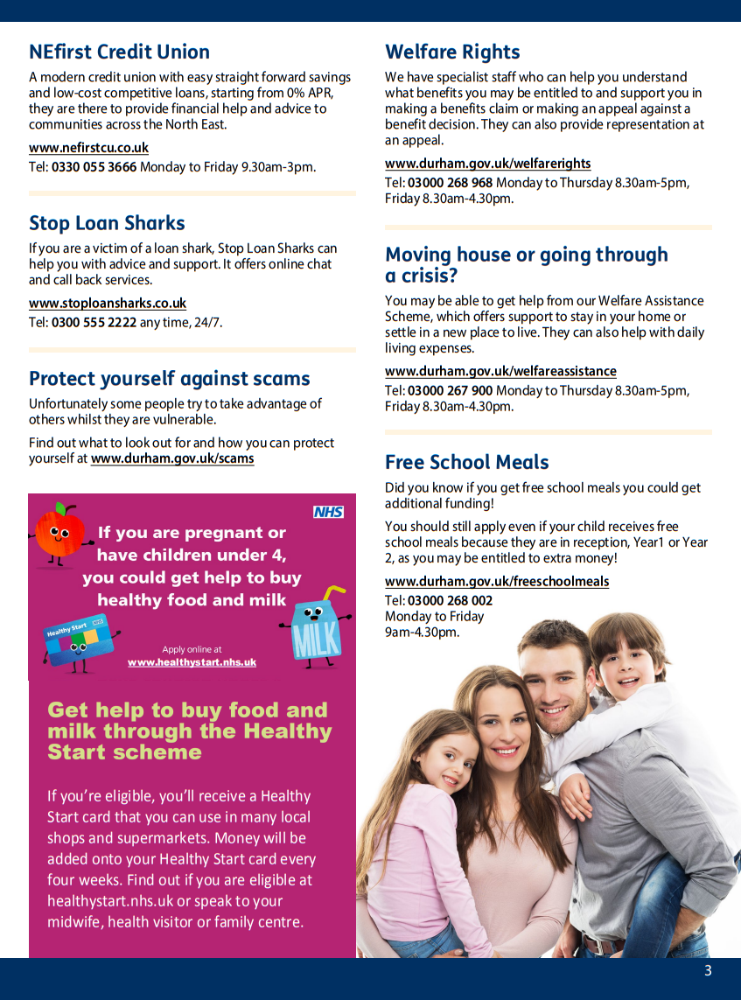 NEfirst Credit Union
A modern credit union with easy straight forward savings
and low-cost competitive loans, starting from 0% APR,
they are there to provide financial help and advice to
communities across the North East.
www.nefirstcu.co.uk
Tel: 0330 055 3666 Monday to Friday 9.30am-3pm.
Stop Loan Sharks
If you are a victim of a loan shark, Stop Loan Sharks can
help you with advice and support. It offers online chat
and call back services.
www.stoploansharks.co.uk
Tel: 0300 555 2222 any time, 24/7.
Protect yourself against scams
Unfortunately some people try to take advantage of
others whilst they are vulnerable.
Find out what to look out for and how you can protect
yourself at www.durham.gov.uk/scams
NHS
If you are pregnant or
have children under 4,
you could get help to buy
healthy food and milk
Healthy Start
NHS
MILK
Apply online at
www.healthystart.nhs.uk
Get help to buy food and
milk through the Healthy
Start scheme
If you’re eligible, you’ll receive a Healthy
Start card that you can use in many local
shops and supermarkets. Money will be
added onto your Healthy Start card every
four weeks. Find out if you are eligible at
healthystart.nhs.uk or speak to your
midwife, health visitor or family centre.
Welfare Rights
We have specialist staff who can help you understand
what benefits you may be entitled to and support you in
making a benefits claim or making an appeal against a
benefit decision. They can also provide representation at
an appeal.
www.durham.gov.uk/welfarerights
Tel: 03000 268 968 Monday to Thursday 8.30am-5pm,
Friday 8.30am-4.30pm.
Moving house or going through
a crisis?
You may be able to get help from our Welfare Assistance
Scheme, which offers support to stay in your home or
settle in a new place to live. They can also help with daily
living expenses.
www.durham.gov.uk/welfareassistance
Tel: 03000 267 900 Monday to Thursday 8.30am-5pm,
Friday 8.30am-4.30pm.
Free School Meals
Did you know if you get free school meals you could get
additional funding!
You should still apply even if your child receives free
school meals because they are in reception, Year1 or Year
2, as you may be entitled to extra money!
www.durham.gov.uk/freeschoolmeals
Tel: 03000 268 002
Monday to Friday
9am-4.30pm.
3